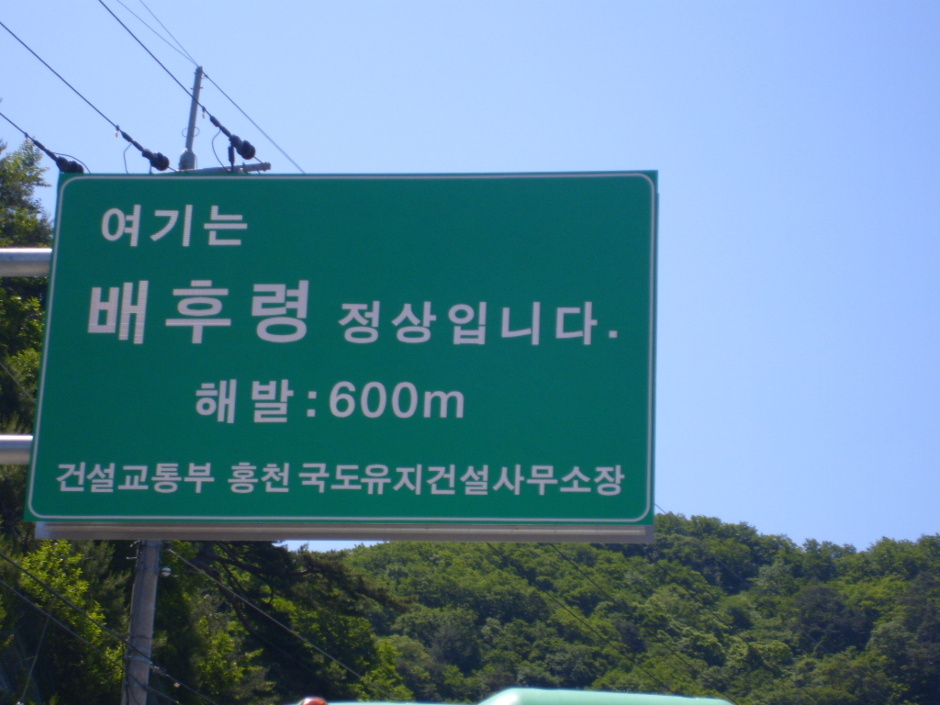 여기는
배후령 정상입니다.
해발 : 600m
건설교통부 홍천국도유지건설사무소장